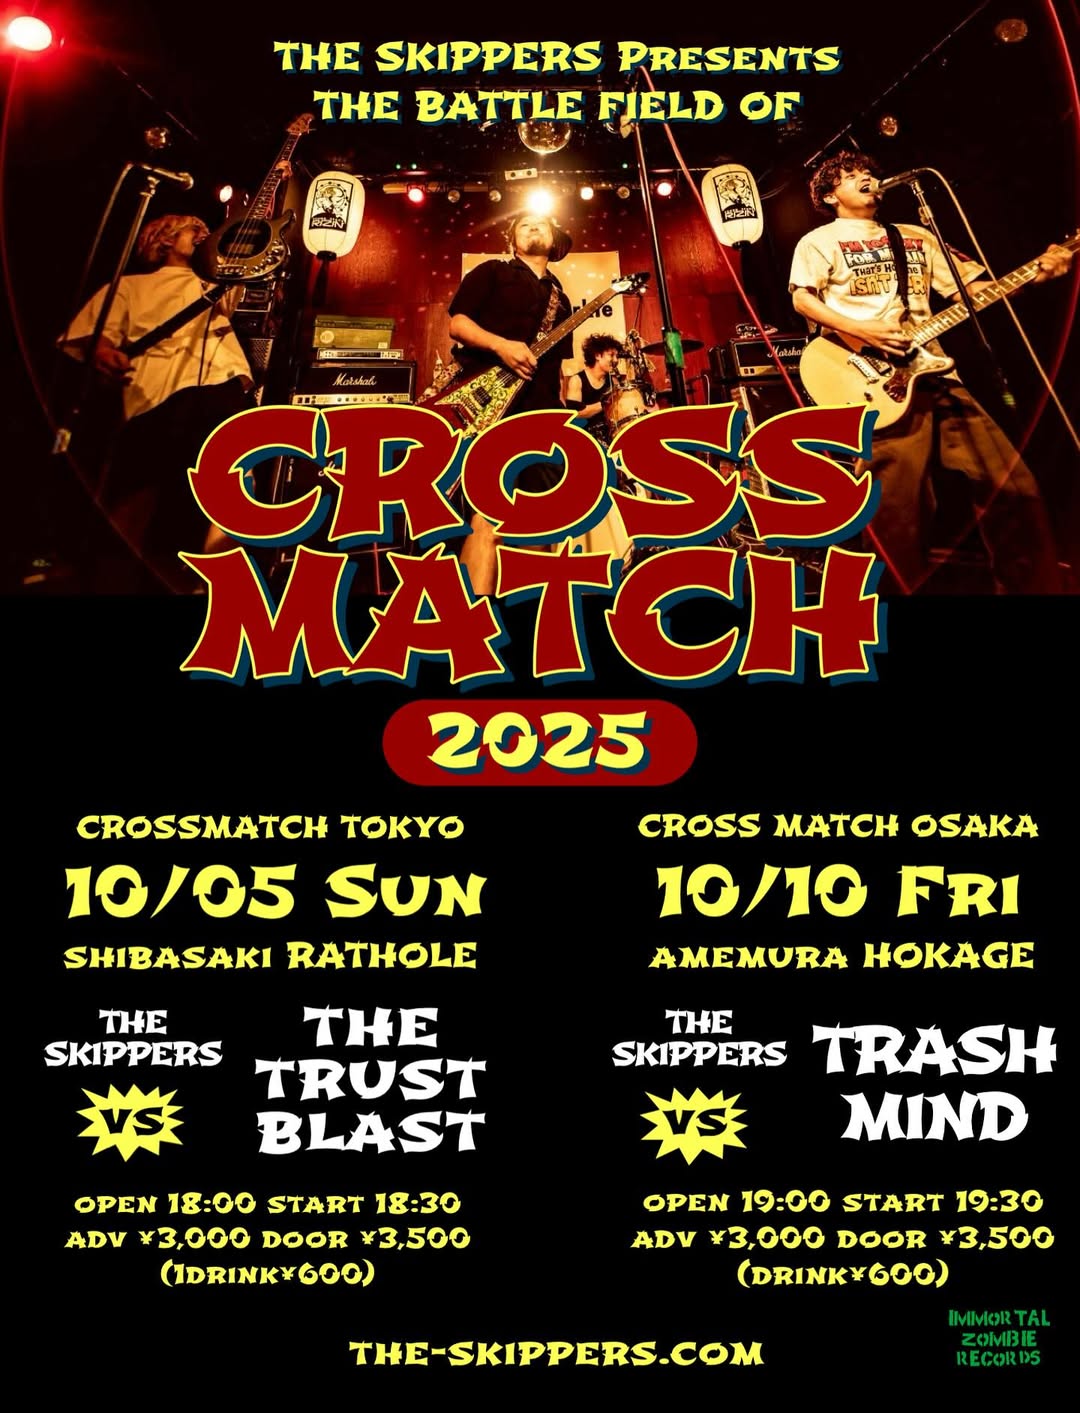 THE SKIPPERS PRESENTS
THE BATTLE FIELD OF
Marshall
Marshall
CROSS
MATCH
2025
CROSSMATCH TOKYO
10/05 SUN
SHIBASAKI RATHOLE
THE
SKIPPERS
VS
THE
TRUST
BLAST
OPEN 18:00 START 18:30
ADV ¥3,000 DOOR ¥3,500
(1DRINK¥600)
CROSS MATCH OSAKA
10/10 FRI
AMEMURA HOKAGE
THE
SKIPPERS
VS
TRASH
MIND
OPEN 19:00 START 19:30
ADV ¥3,000 DOOR ¥3,500
(DRINK¥600)
THE-SKIPPERS.COM
IMMORTAL
ZOMBIE
RECORDS